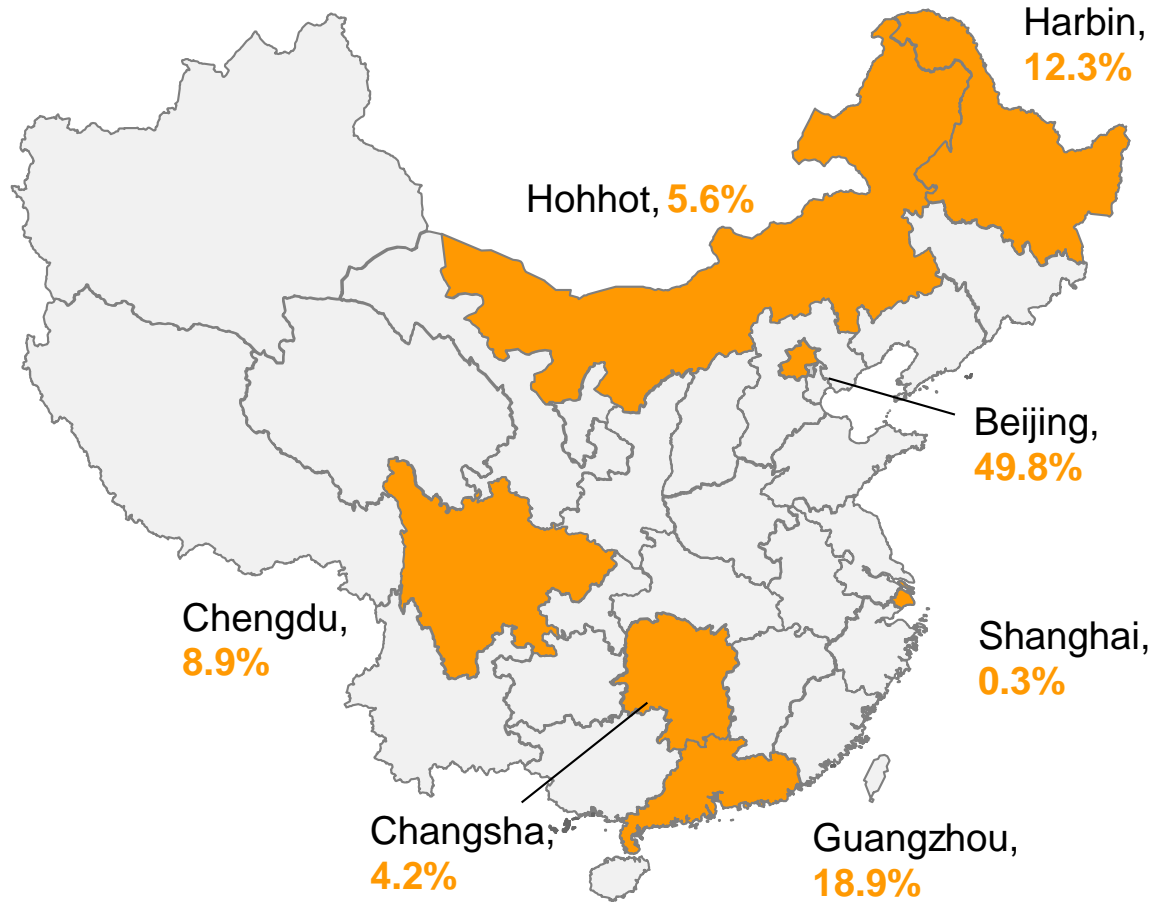 Harbin,
12.3%
Hohhot, 5.6%
Beijing,
49.8%
Chengdu,
8.9%
Shanghai,
0.3%
Changsha,
4.2%
Guangzhou,
18.9%